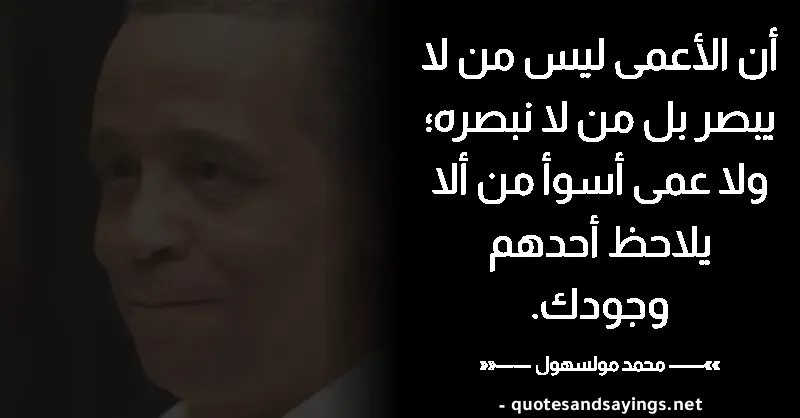 أن الأعمى ليس من لا
يبصر بل من لا نبصره؛
ولا عمى أسوأ من ألا
يلاحظ أحدهم
وجودك.
»»—— محمد مولسهول ——««
- quotesandsayings.net